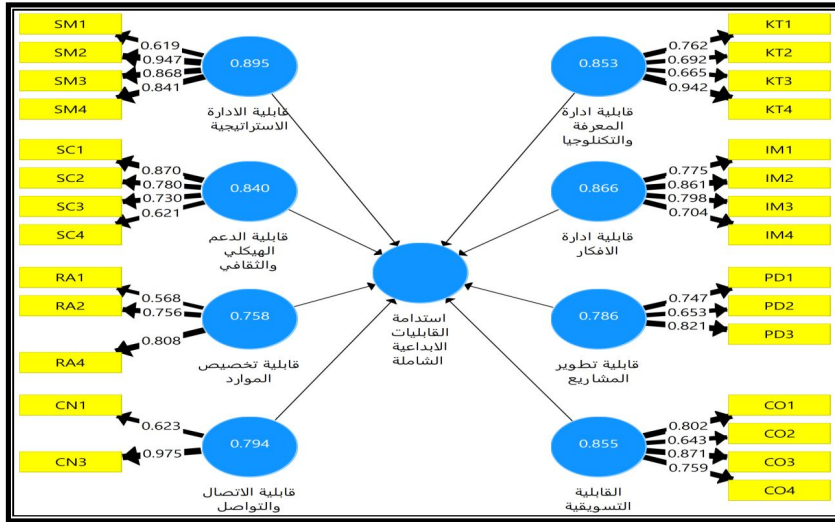 SM1
SM2
SM3
SM4
0.619
0.947
0.868
0.841
0.895
قابلية الادارة
الاستراتيجية
SC1
SC2
SC3
SC4
0.870
0.780
0.730
0.621
0.840
قابلية الدعم
الهيكلي
والثقافي
RA1
RA2
RA4
0.568
0.756
0.808
0.758
قابلية تخصيص
الموارد
CN1
CN3
0.623
0.975
0.794
قابلية الاتصال
والتواصل
استدامة
القابليات
الابداعية
الشاملة
0.853
قابلية ادارة
المعرفة
والتكنلوجيا
0.762
0.692
0.665
0.942
KT1
KT2
KT3
KT4
0.866
قابلية ادارة
الافكار
0.775
0.861
0.798
0.704
IM1
IM2
IM3
IM4
0.786
قابلية تطوير
المشاريع
0.747
0.653
0.821
PD1
PD2
PD3
0.855
القابلية
التسويقية
0.802
0.643
0.871
0.759
CO1
CO2
CO3
CO4